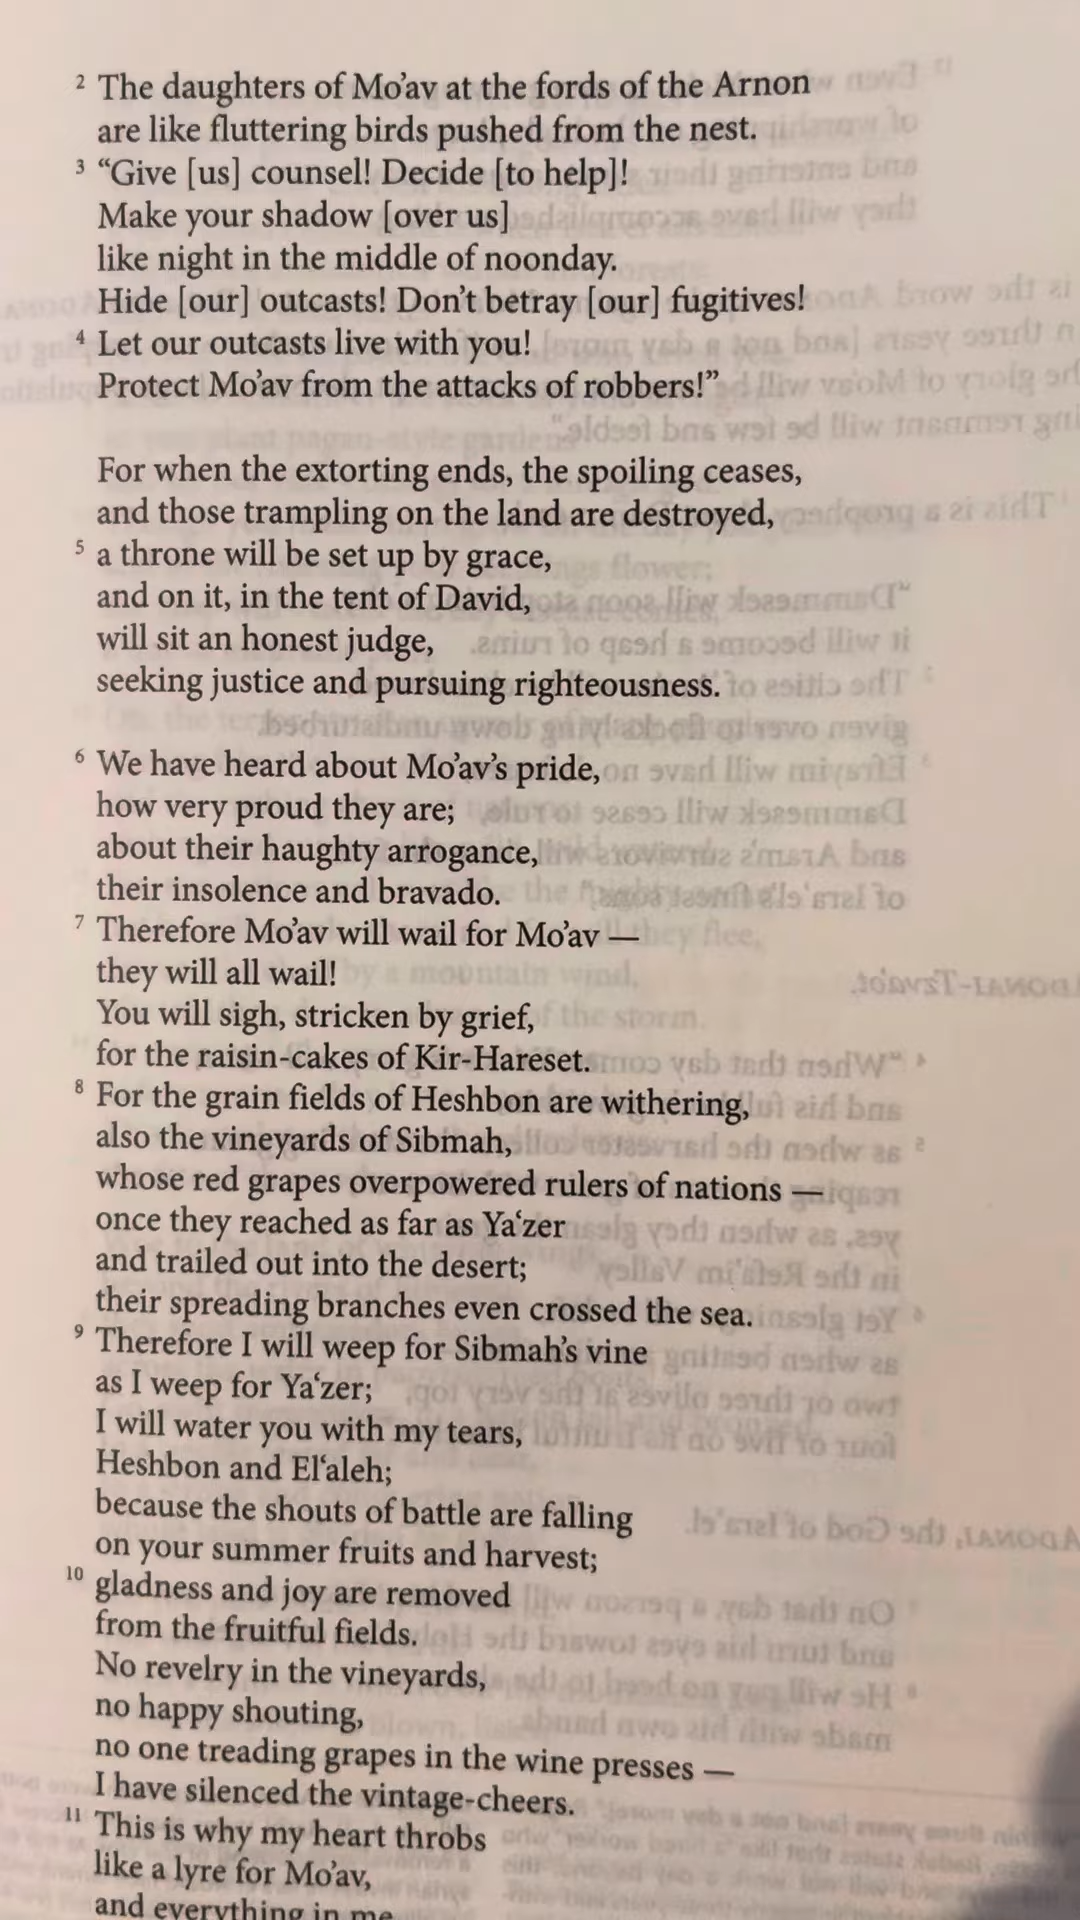 2 The daughters of Mo’av at the fords of the Arnon
are like fluttering birds pushed from the nest.
3 “Give [us] counsel! Decide [to help]!
Make your shadow [over us]
like night in the middle of noonday.
Hide [our] outcasts! Don’t betray [our] fugitives!
4 Let our outcasts live with you!
Protect Mo’av from the attacks of robbers!”
For when the extorting ends, the spoiling ceases,
and those trampling on the land are destroyed,
5 a throne will be set up by grace,
and on it, in the tent of David,
will sit an honest judge,
seeking justice and pursuing righteousness.
6 We have heard about Mo’av’s pride,
how very proud they are;
about their haughty arrogance,
their insolence and bravado.
7 Therefore Mo’av will wail for Mo’av —
they will all wail!
You will sigh, stricken by grief,
for the raisin-cakes of Kir-Hareset.
8 For the grain fields of Heshbon are withering,
also the vineyards of Sibmah,
whose red grapes overpowered rulers of nations —
once they reached as far as Ya‘zer
and trailed out into the desert;
their spreading branches even crossed the sea.
9 Therefore I will weep for Sibmah’s vine
as I weep for Ya‘zer;
I will water you with my tears,
Heshbon and El‘aleh;
because the shouts of battle are falling
on your summer fruits and harvest;
10 gladness and joy are removed
from the fruitful fields.
No revelry in the vineyards,
no happy shouting,
no one treading grapes in the wine presses —
I have silenced the vintage-cheers.
11 This is why my heart throbs
like a lyre for Mo’av,
and everything in me